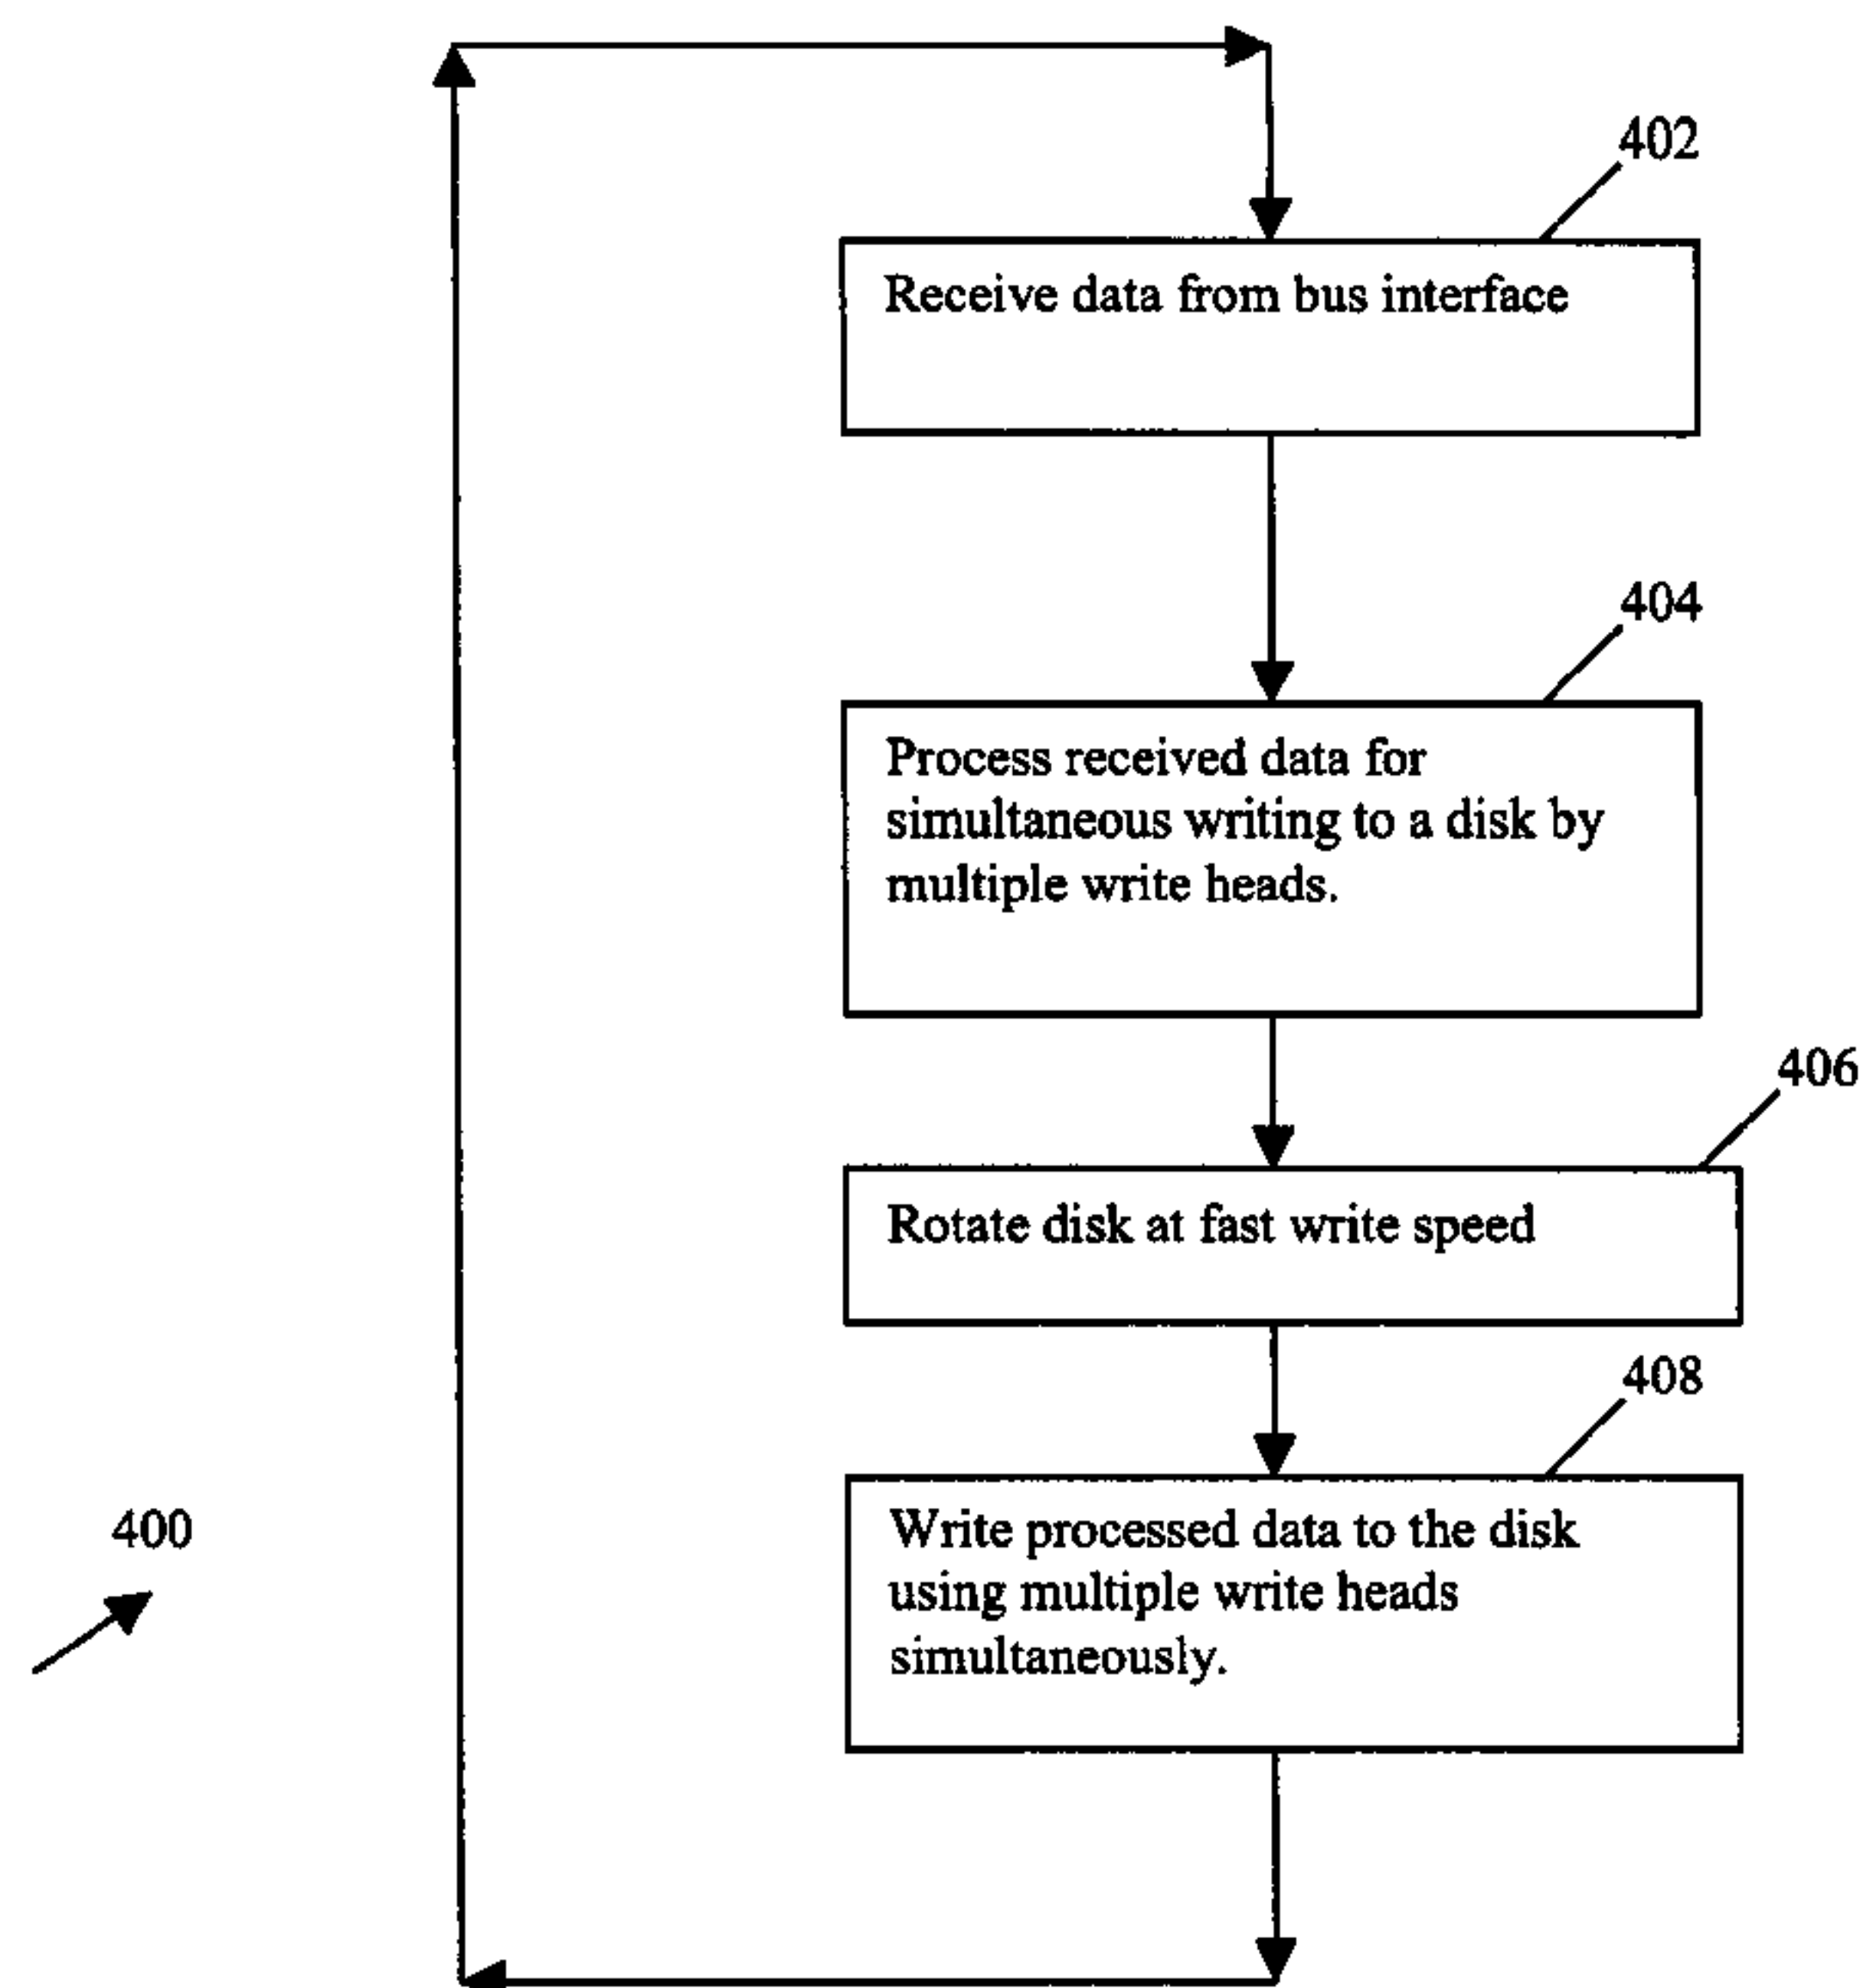 402
Receive data from bus interface
404
Process received data for
simultaneous writing to a disk by
multiple write heads.
406
Rotate disk at fast write speed
408
Write processed data to the disk
using multiple write heads
simultaneously.
400